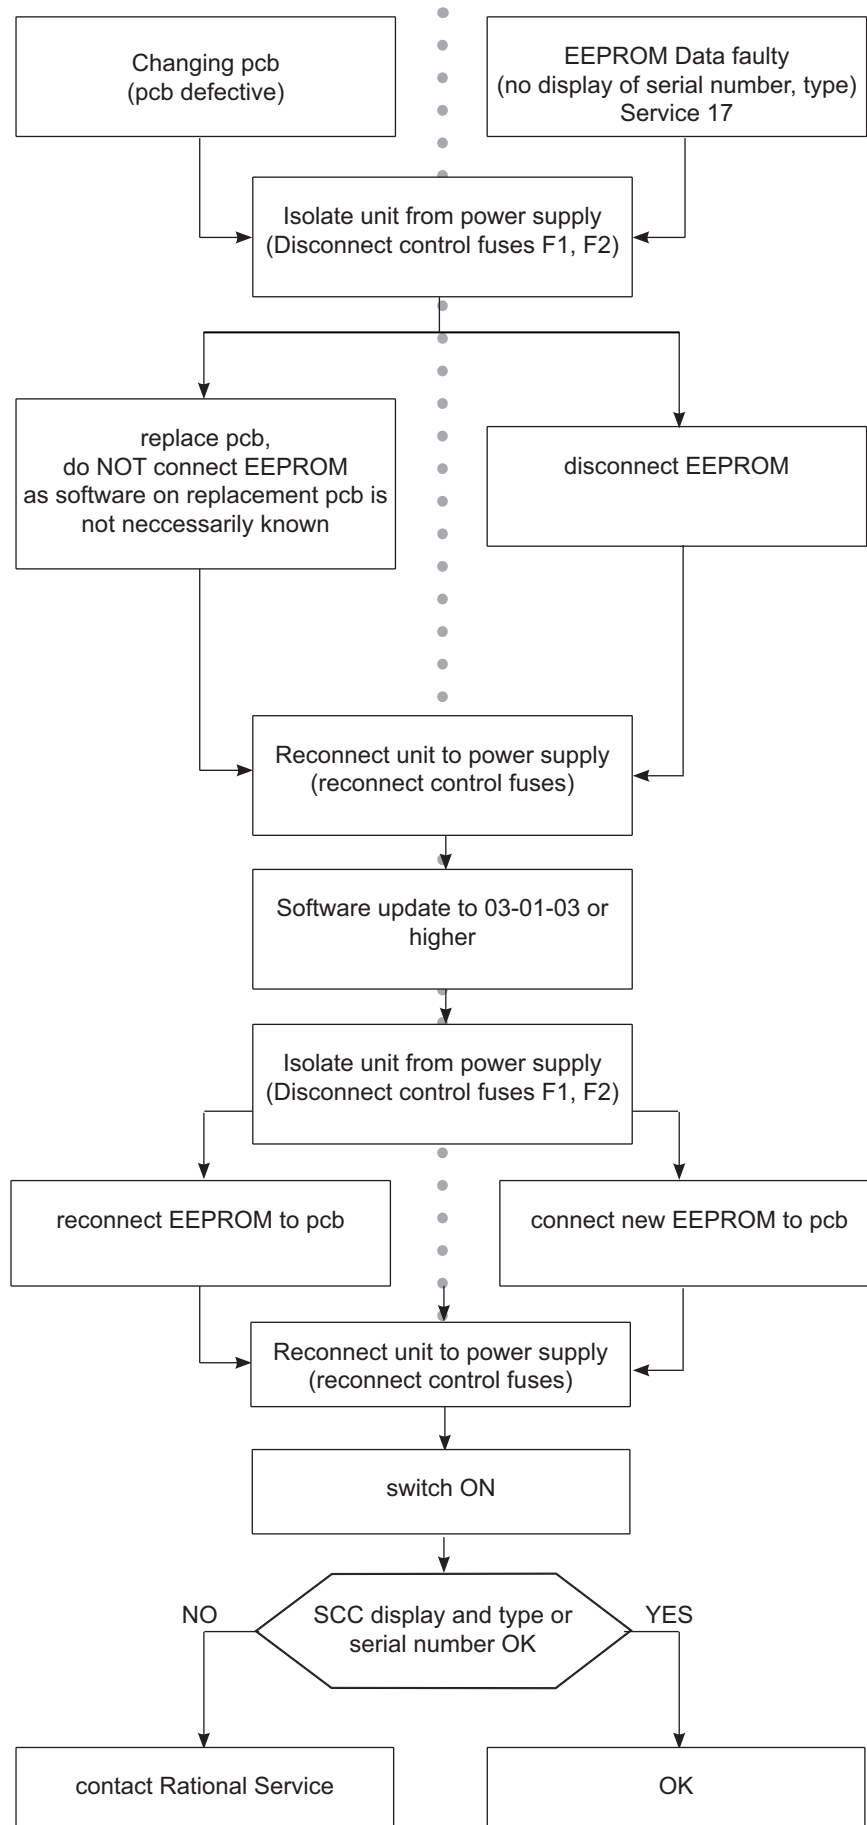 Changing pcb
(pcb defective)
EEPROM Data faulty
(no display of serial number, type)
Service 17
Isolate unit from power supply
(Disconnect control fuses F1, F2)
replace pcb,
do NOT connect EEPROM
as software on replacement pcb is
not neccessarily known
disconnect EEPROM
Reconnect unit to power supply
(reconnect control fuses)
Software update to 03-01-03 or
higher
Isolate unit from power supply
(Disconnect control fuses F1, F2)
reconnect EEPROM to pcb
connect new EEPROM to pcb
Reconnect unit to power supply
(reconnect control fuses)
switch ON
NO
SCC display and type or
serial number OK
YES
contact Rational Service
OK